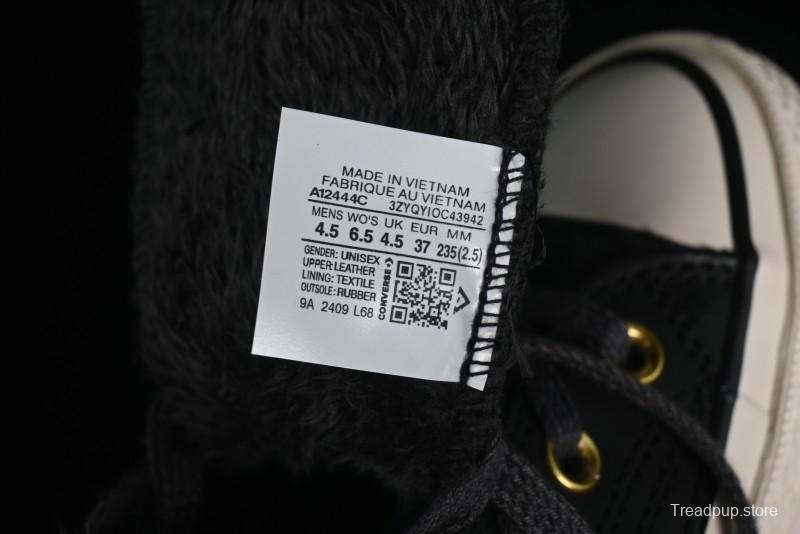 MADE IN VIETNAM
FABRIQUE AU VIETNAM
A12444C 3ZYQYIOC43942
MENS WO'S UK EUR MM
4.5 6.5 4.5 37 235(2.5)
GENDER: UNISEX
UPPER:LEATHER
LINING: TEXTILE
OUTSOLE: RUBBER
CONVERSE
9A 2409 L68
Treadpup.store